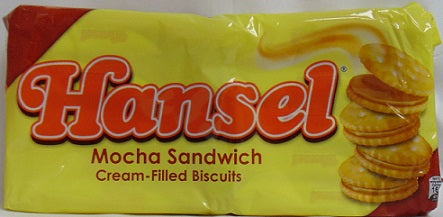 Hansel®
Mocha Sandwich
Cream-Filled Biscuits